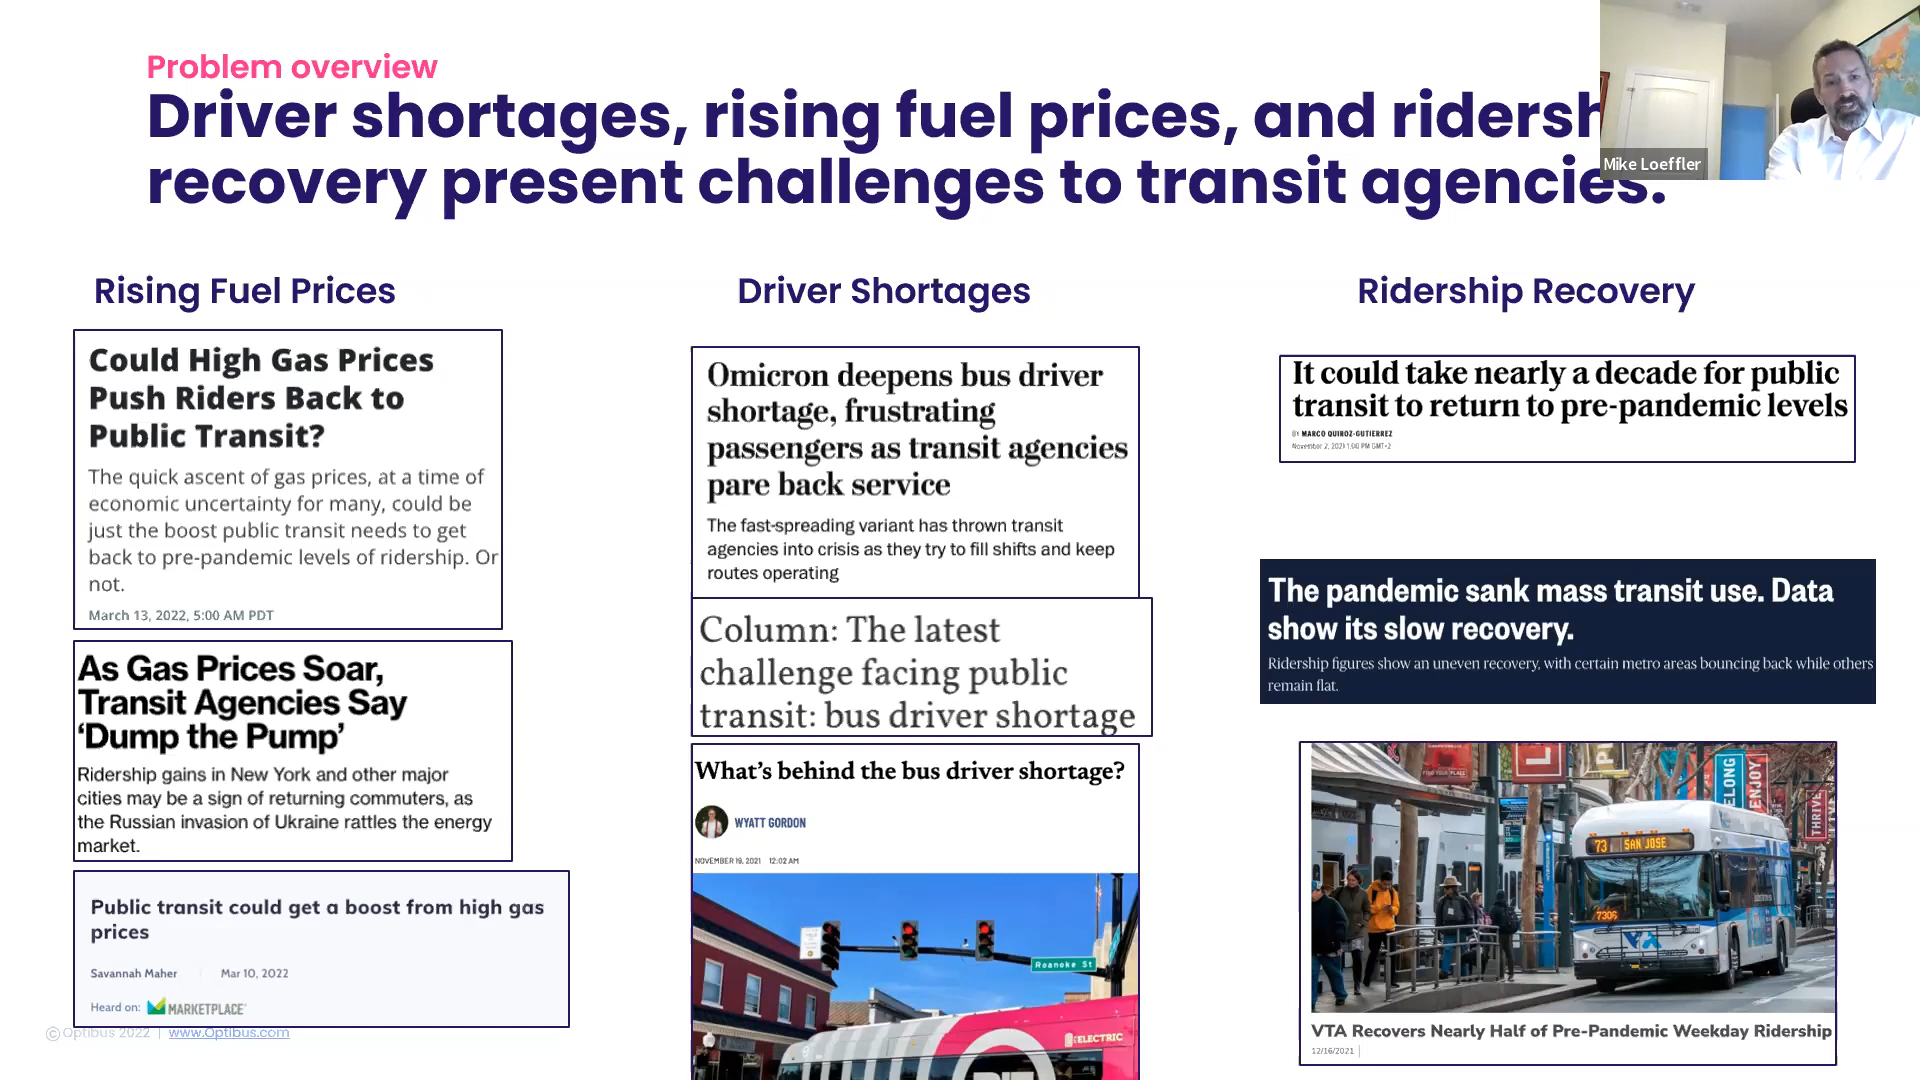 Problem overview
Driver shortages, rising fuel prices, and ridersh
recovery present challenges to transit agencies.
Mike Loeffler
Rising Fuel Prices
Could High Gas Prices
Push Riders Back to
Public Transit?
The quick ascent of gas prices, at a time of
economic uncertainty for many, could be
just the boost public transit needs to get
back to pre-pandemic levels of ridership. Or
not.
March 13, 2022, 5:00 AM PDT
As Gas Prices Soar,
Transit Agencies Say
‘Dump the Pump’
Ridership gains in New York and other major
cities may be a sign of returning commuters, as
the Russian invasion of Ukraine rattles the energy
market.
Public transit could get a boost from high gas
prices
Savannah Maher | Mar 10, 2022
Heard on: MARKETPLACE
© Optibus 2022 | www.Optibus.com
Driver Shortages
Omicron deepens bus driver
shortage, frustrating
passengers as transit agencies
pare back service
The fast-spreading variant has thrown transit
agencies into crisis as they try to fill shifts and keep
routes operating
Column: The latest
challenge facing public
transit: bus driver shortage
What’s behind the bus driver shortage?
WYATT GORDON
NOVEMBER 19, 2021 12:02 AM
Roanoke St
ELECTRIC
Ridership Recovery
It could take nearly a decade for public
transit to return to pre-pandemic levels
BY MARCO QUIROZ-GUTIERREZ
November 2, 2021 1:00 PM GMT+2
The pandemic sank mass transit use. Data
show its slow recovery.
Ridership figures show an uneven recovery, with certain metro areas bouncing back while others
remain flat.
L
ELONG
ENJOY
THRIVE
73 SAN JOSE
7306
VTA Recovers Nearly Half of Pre-Pandemic Weekday Ridership
12/16/2021